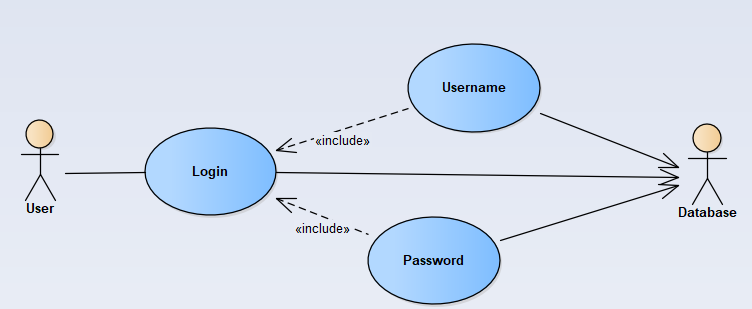 Username
«include»
Login
User
Database
«include»
Password